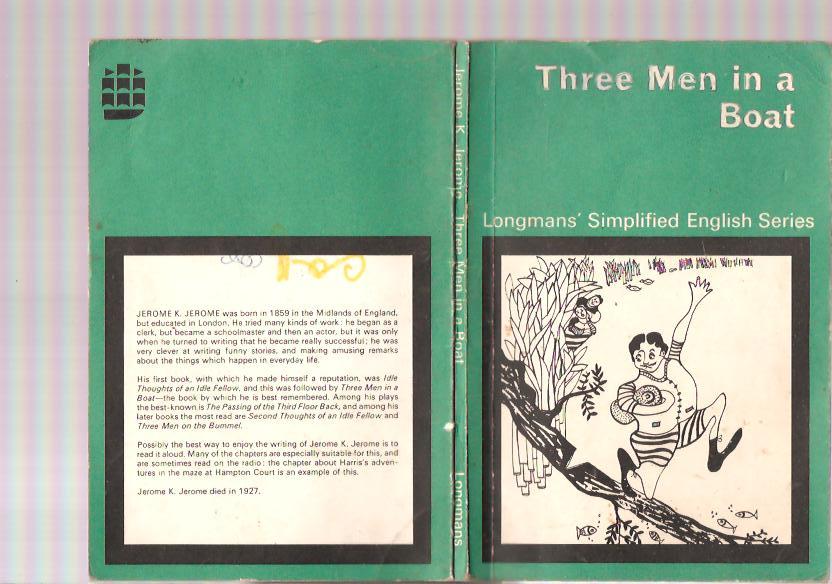 JEROME K. JEROME was born in 1859 in the Midlands of England,
but educated in London. He tried many kinds of work: he began as a
clerk, but became a schoolmaster and then an actor, but it was only
when he turned to writing that he became really successful; he was
very clever at writing funny stories, and making amusing remarks
about the things which happen in everyday life.
His first book, with which he made himself a reputation, was Idle
Thoughts of an Idle Fellow, and this was followed by Three Men in a
Boat—the book by which he is best remembered. Among his plays
the best-known is The Passing of the Third Floor Back, and among his
later books the most read are Second Thoughts of an Idle Fellow and
Three Men on the Bummel.
Possibly the best way to enjoy the writing of Jerome K. Jerome is to
read it aloud. Many of the chapters are especially suitable for this, and
are sometimes read on the radio: the chapter about Harris's adven-
tures in the maze at Hampton Court is an example of this.
Jerome K. Jerome died in 1927.
Jerome K. Jerome Three Men in a Boat Longmans
Three Men in a
Boat
Longmans' Simplified English Series